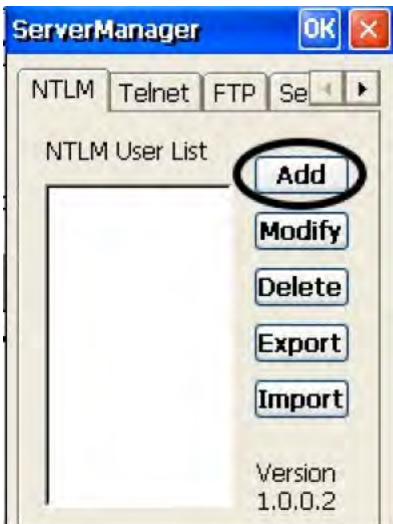 ServerManager OK
NTLM Telnet FTP Se
NTLM User List
Add
Modify
Delete
Export
Import
Version
1.0.0.2